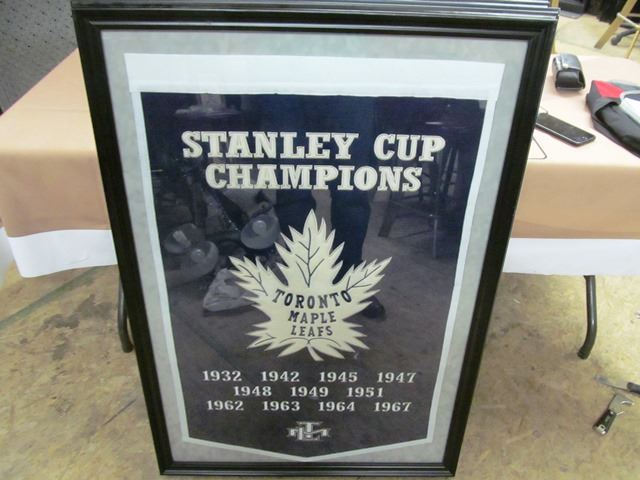 STANLEY CUP
CHAMPIONS
TORONTO
MAPLE
LEAFS
1932 1942 1945 1947
1948 1949 1951
1962 1963 1964 1967